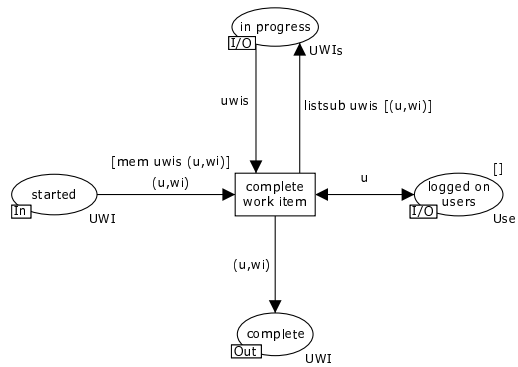 in progress
I/O
UWIs
uwis
listsub uwis [(u,wi)]
[mem uwis (u,wi)]
(u,wi)
started
In
UWI
complete
work item
u
[]
logged on
users
I/O
Use
(u,wi)
complete
Out
UWI